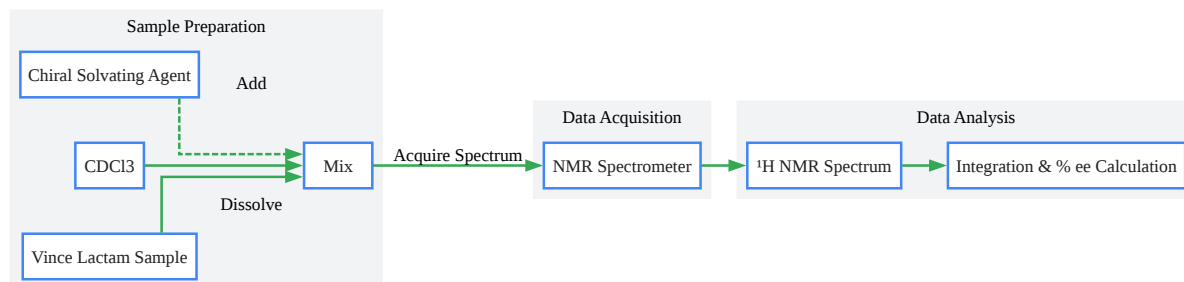 Sample Preparation
Chiral Solvating Agent
Add
CDCl3
Mix
Dissolve
Vince Lactam Sample
Acquire Spectrum
Data Acquisition
NMR Spectrometer
Data Analysis
¹H NMR Spectrum
Integration & % ee Calculation